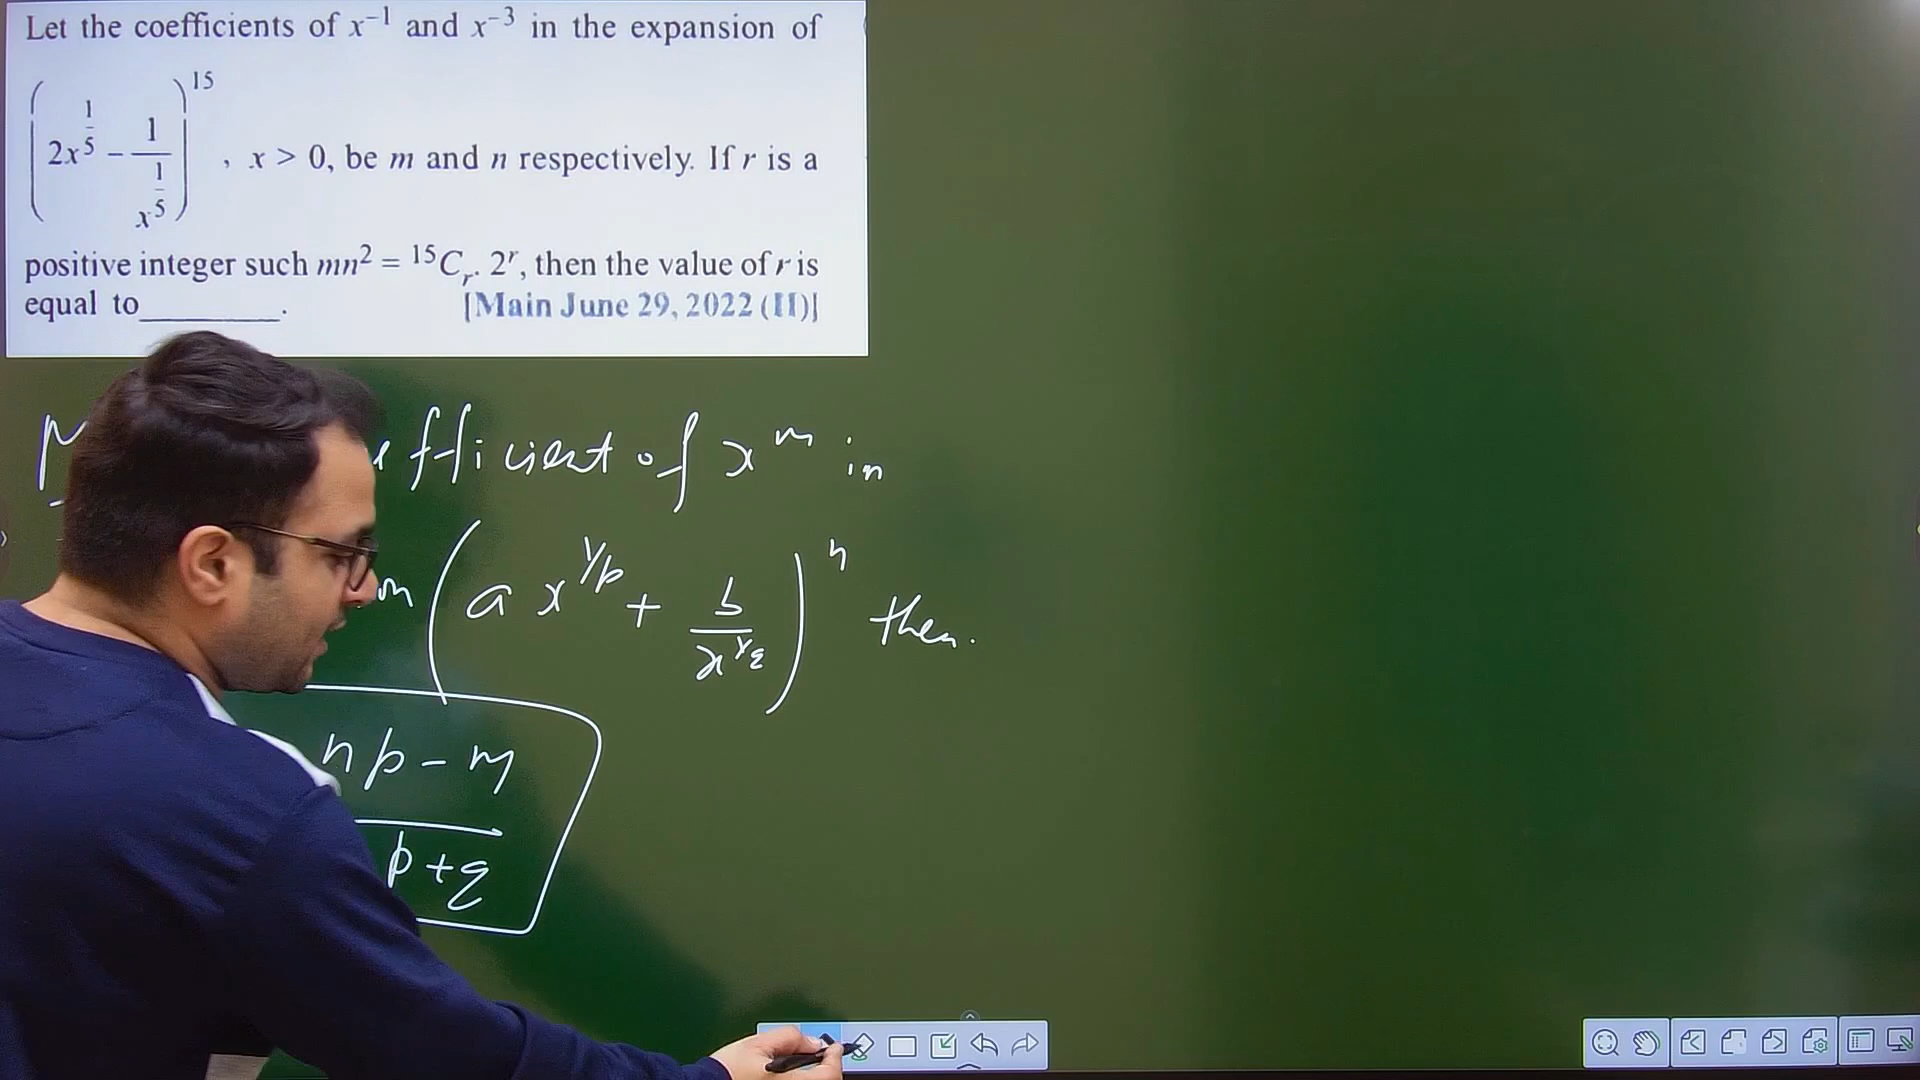 Let the coefficients of x⁻¹ and x⁻³ in the expansion of
(2x^(1/5) − 1/x^(1/5))^15 , x > 0, be m and n respectively. If r is a
positive integer such mn² = ¹⁵Cᵣ. 2ʳ, then the value of r is
equal to________. [Main June 29, 2022 (II)]
efficient of x^m in
(a x^(1/p) + b/x^(1/q))^n then.
np − m
p + q